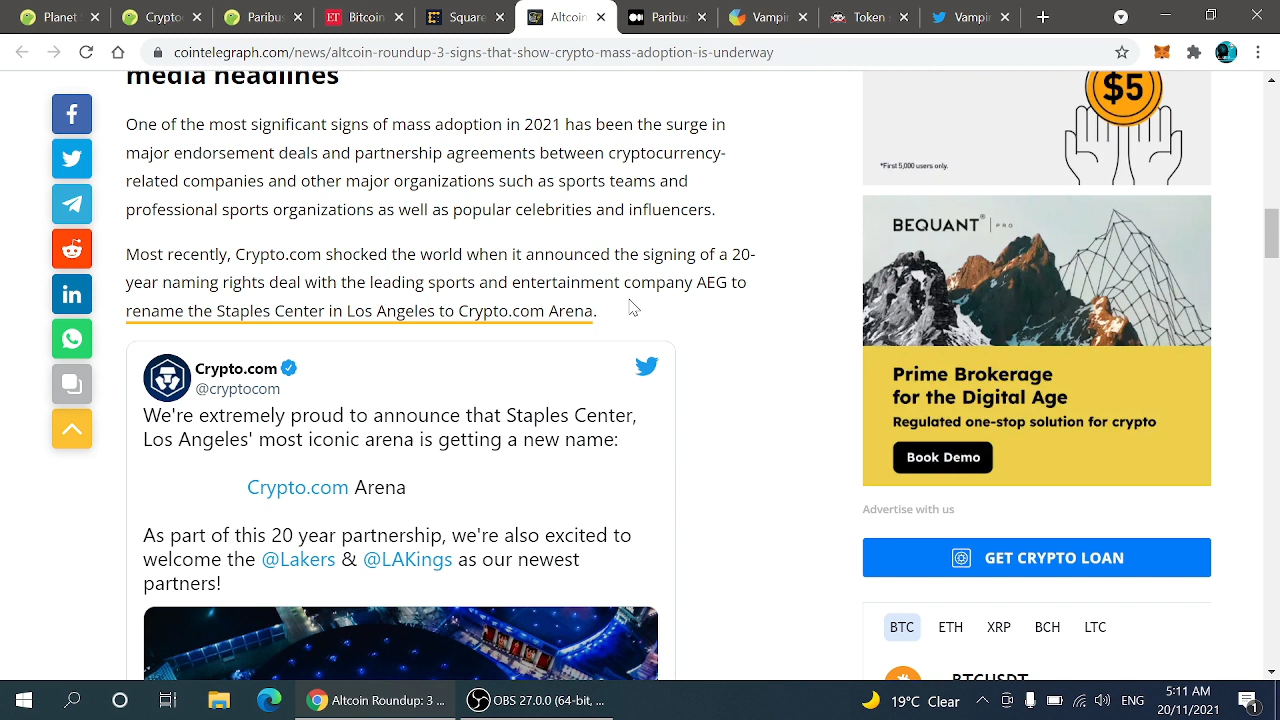 How
How
How
Crypt
Binan
Altcoin
Home
Vampir
Crypto
Twitter
cointelegraph.com/news/altcoin-roundup-3-signs-that-show-crypto-mass-adoption-is-underway
media headlines
One of the most significant signs of mass adoption in 2021 has been the surge in
major endorsement deals and partnership agreements between cryptocurrency-
related companies and other major organizations such as sports teams and
professional sports organizations as well as popular celebrities and influencers.
Most recently, Crypto.com shocked the world when it announced the signing of a 20-
year naming rights deal with the leading sports and entertainment company AEG to
rename the Staples Center in Los Angeles to Crypto.com Arena.
Crypto.com
@cryptocom
We're extremely proud to announce that Staples Center,
Los Angeles' most iconic arena is getting a new name:
Crypto.com Arena
As part of this 20 year partnership, we're also excited to
welcome the @Lakers & @LAKings as our newest
partners!
$5
*First 5,000 users only.
BEQUANT® | PRO
Prime Brokerage
for the Digital Age
Regulated one-stop solution for crypto
Book Demo
Advertise with us
GET CRYPTO LOAN
BTC ETH XRP BCH LTC
BTCUSDT
Altcoin Roundup: 3 ...
OBS 27.0.0 (64-bit, ...
19°C Clear
ENG
5:11 AM
20/11/2021
1